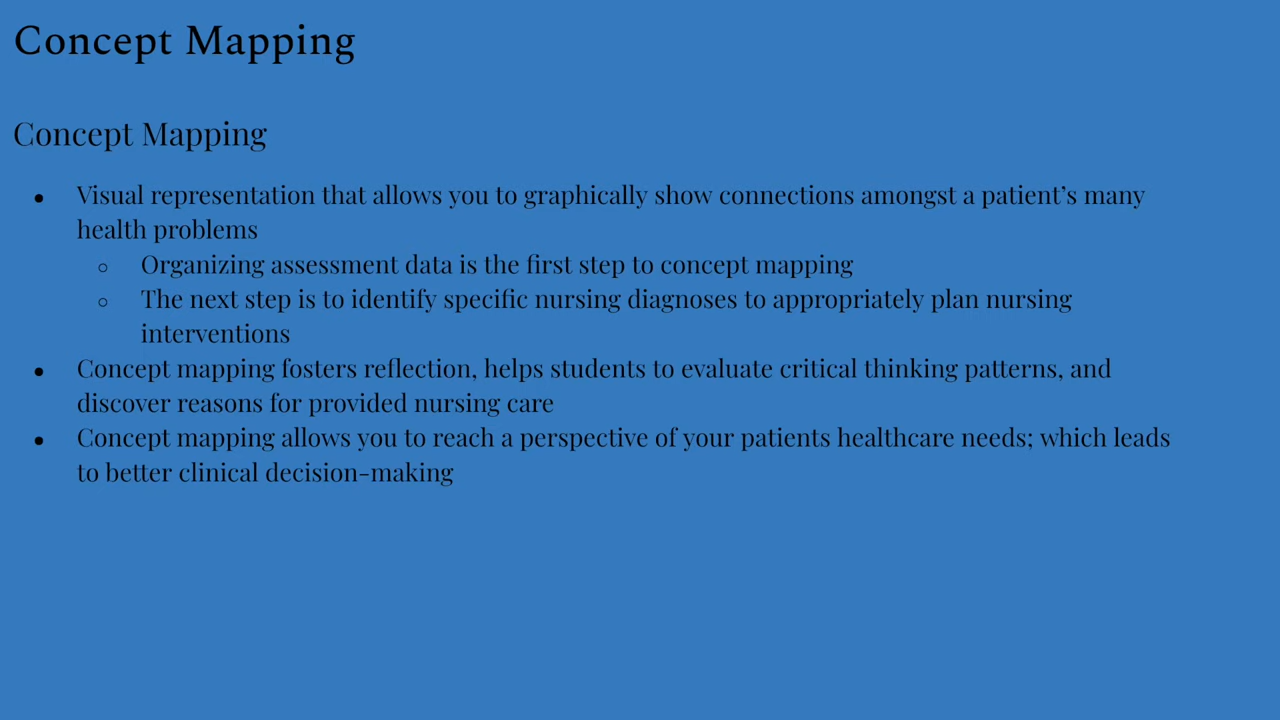 Concept Mapping
Concept Mapping
● Visual representation that allows you to graphically show connections amongst a patient’s many
health problems
○ Organizing assessment data is the first step to concept mapping
○ The next step is to identify specific nursing diagnoses to appropriately plan nursing
interventions
● Concept mapping fosters reflection, helps students to evaluate critical thinking patterns, and
discover reasons for provided nursing care
● Concept mapping allows you to reach a perspective of your patients healthcare needs; which leads
to better clinical decision-making